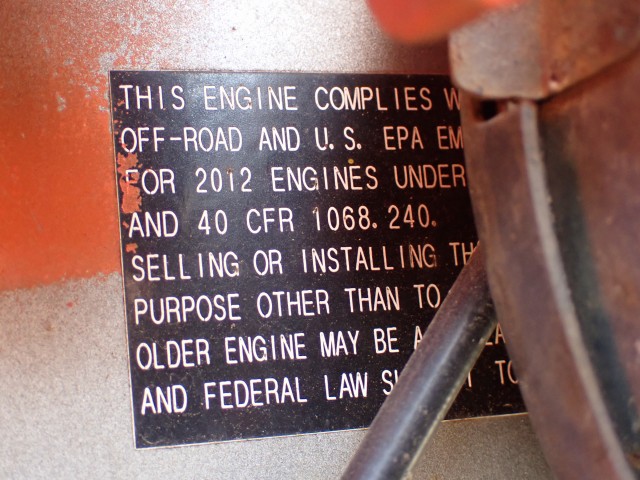 THIS ENGINE COMPLIES
OFF-ROAD AND U.S. EPA
FOR 2012 ENGINES UNDER
AND 40 CFR 1068.240.
SELLING OR INSTALLING
PURPOSE OTHER THAN TO
OLDER ENGINE MAY BE
AND FEDERAL LAW